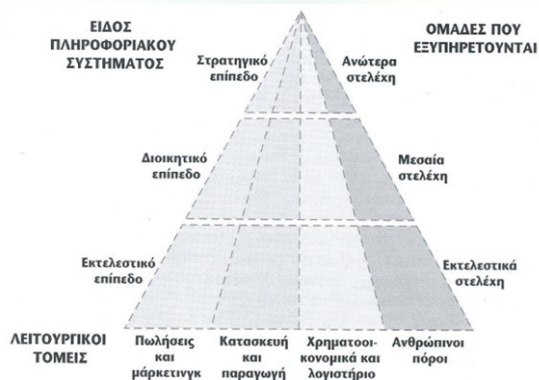 ΕΙΔΟΣ
ΠΛΗΡΟΦΟΡΙΑΚΟΥ
ΣΥΣΤΗΜΑΤΟΣ
ΟΜΑΔΕΣ ΠΟΥ
ΕΞΥΠΗΡΕΤΟΥΝΤΑΙ
Στρατηγικό
επίπεδο
Ανώτερα
στελέχη
Διοικητικό
επίπεδο
Μεσαία
στελέχη
Εκτελεστικό
επίπεδο
Εκτελεστικά
στελέχη
ΛΕΙΤΟΥΡΓΙΚΟΙ
ΤΟΜΕΙΣ
Πωλήσεις
και
μάρκετινγκ
Κατασκευή
και
παραγωγή
Χρηματοοι-
κονομικά και
λογιστήριο
Ανθρώπινοι
πόροι